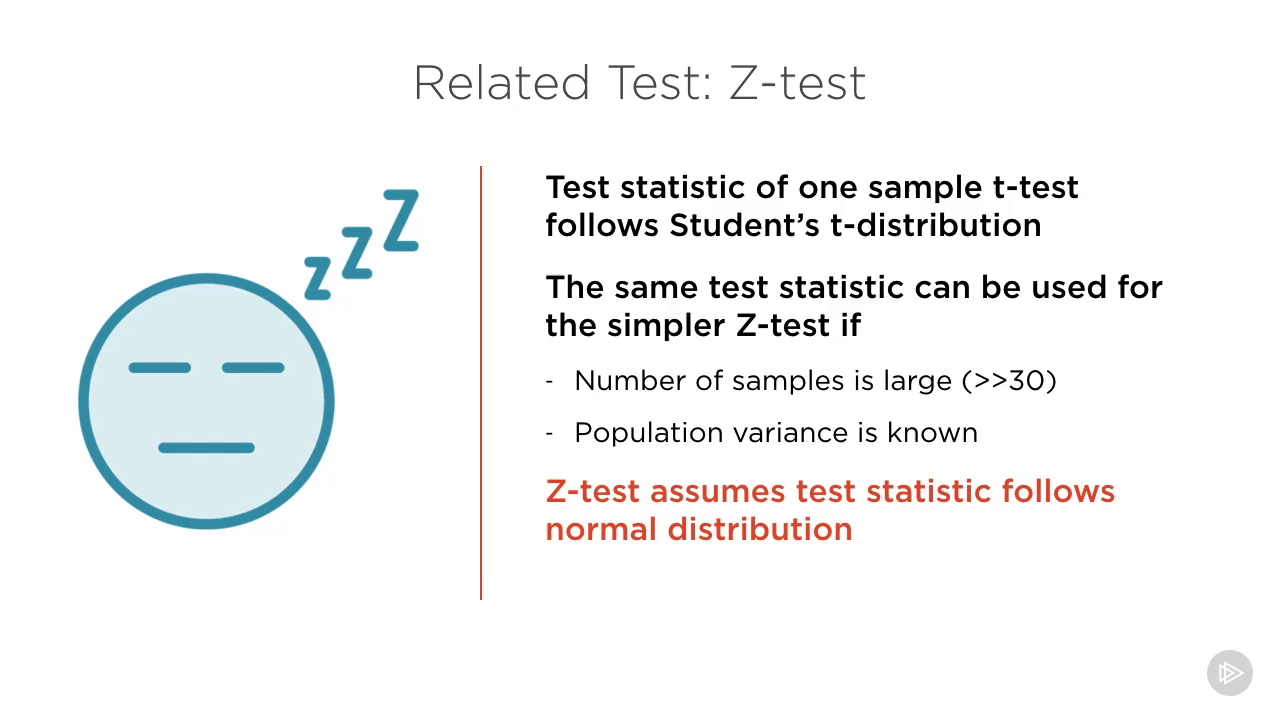 Related Test: Z-test
z
z
Z
Test statistic of one sample t-test
follows Student’s t-distribution
The same test statistic can be used for
the simpler Z-test if
- Number of samples is large (>>30)
- Population variance is known
Z-test assumes test statistic follows
normal distribution